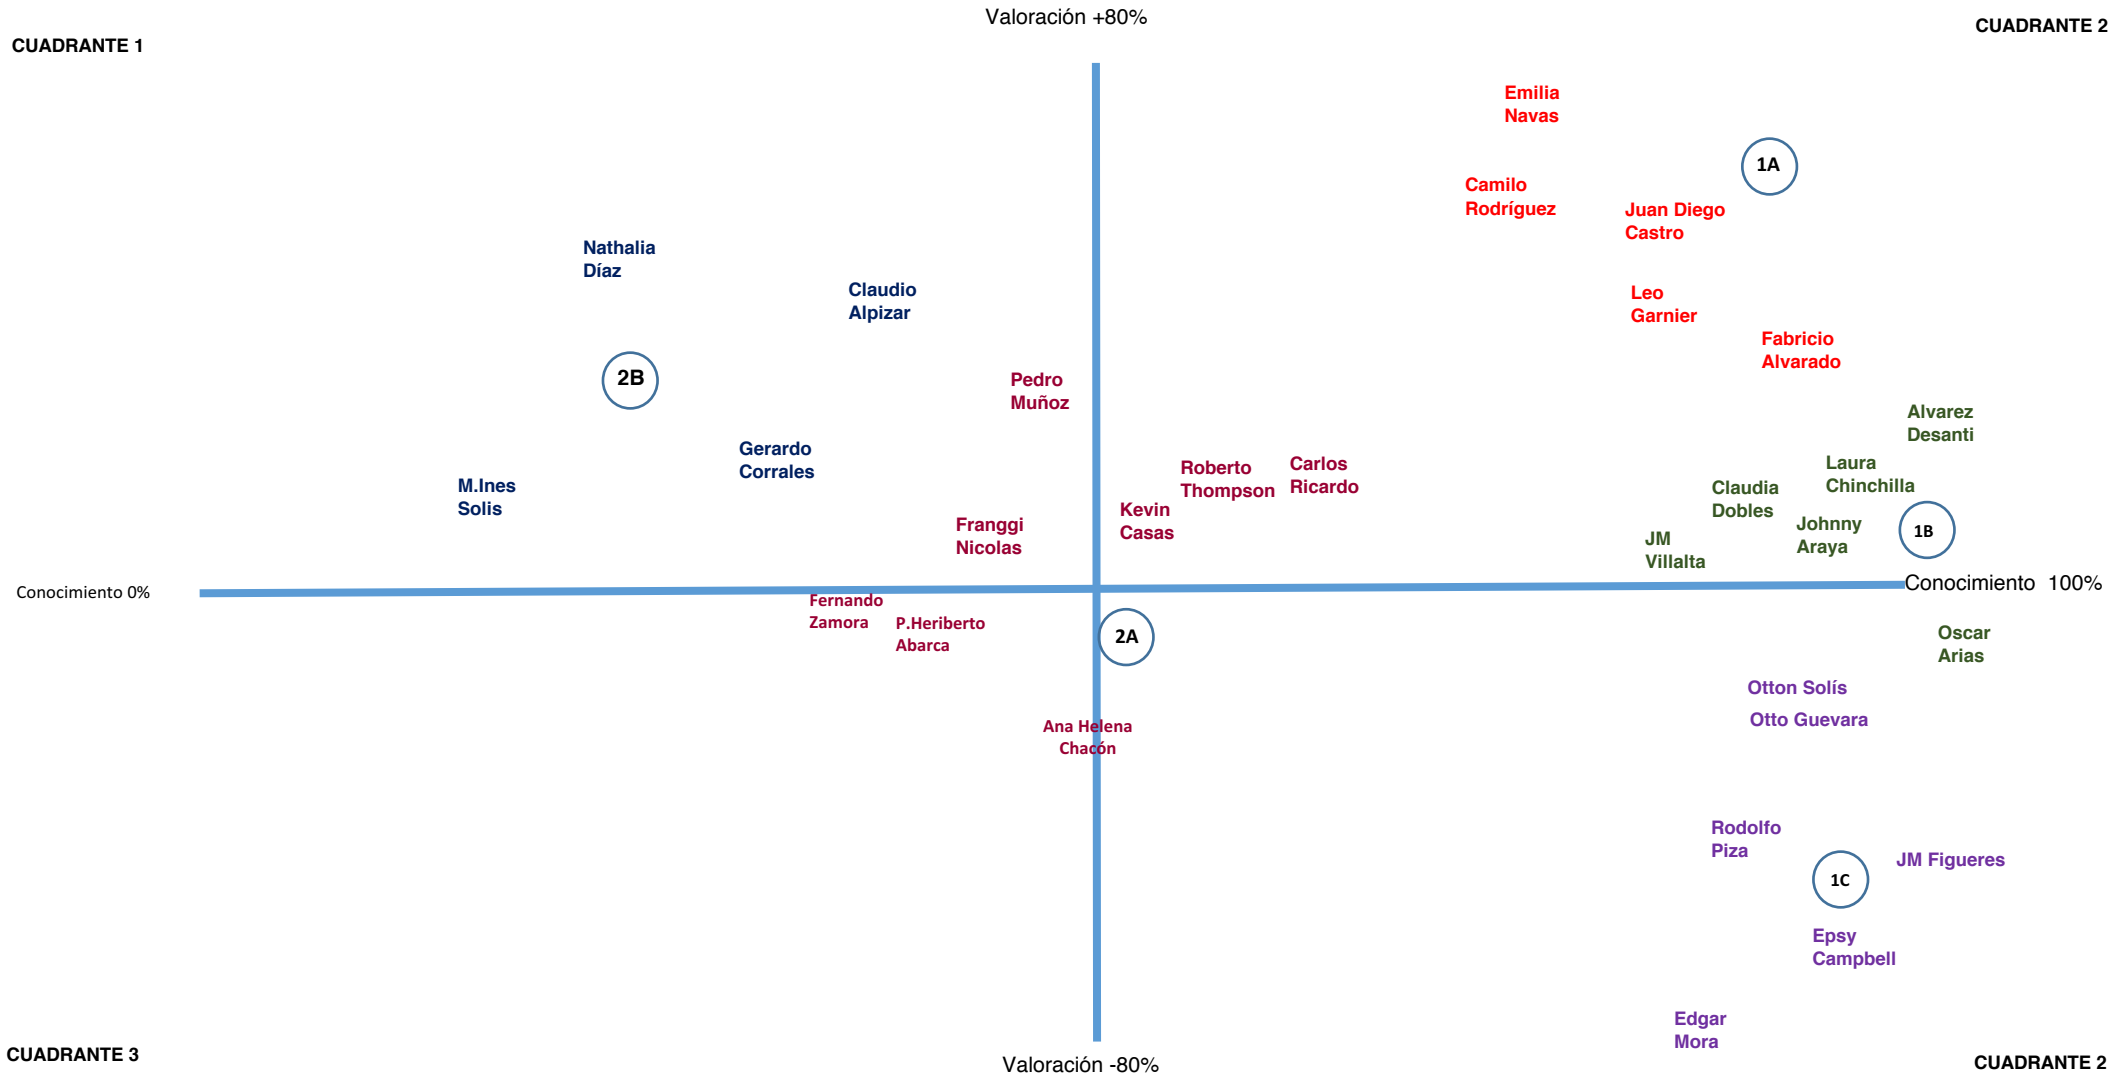 Valoración +80%
CUADRANTE 1
CUADRANTE 2
Emilia
Navas
1A
Camilo
Rodríguez
Juan Diego
Castro
Nathalia
Díaz
Claudio
Alpizar
Leo
Garnier
Fabricio
Alvarado
2B
Pedro
Muñoz
Alvarez
Desanti
Gerardo
Corrales
Roberto
Thompson
Carlos
Ricardo
Laura
Chinchilla
M.Ines
Solis
Claudia
Dobles
Kevin
Casas
Franggi
Nicolas
Johnny
Araya
1B
JM
Villalta
Conocimiento 0%
Conocimiento 100%
Fernando
Zamora
P.Heriberto
Abarca
2A
Oscar
Arias
Otton Solís
Otto Guevara
Ana Helena
Chacón
Rodolfo
Piza
JM Figueres
1C
Epsy
Campbell
Edgar
Mora
CUADRANTE 3
Valoración -80%
CUADRANTE 2